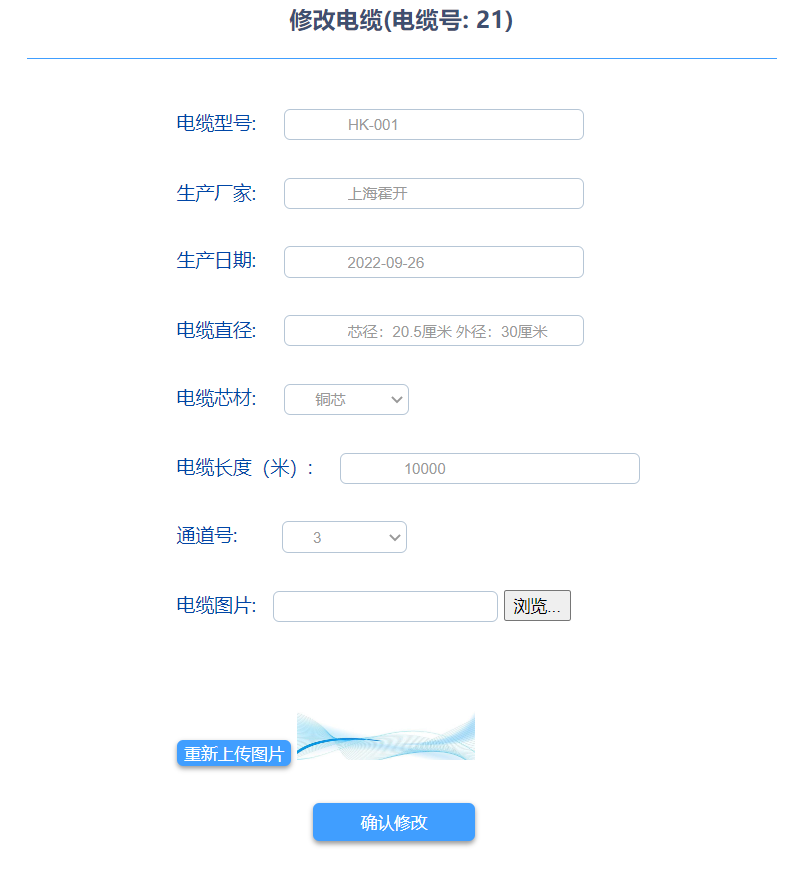 修改电缆(电缆号: 21)
电缆型号: HK-001
生产厂家: 上海霍开
生产日期: 2022-09-26
电缆直径: 芯径：20.5厘米 外径：30厘米
电缆芯材: 铜芯
电缆长度（米）: 10000
通道号: 3
电缆图片: 浏览...
重新上传图片
确认修改